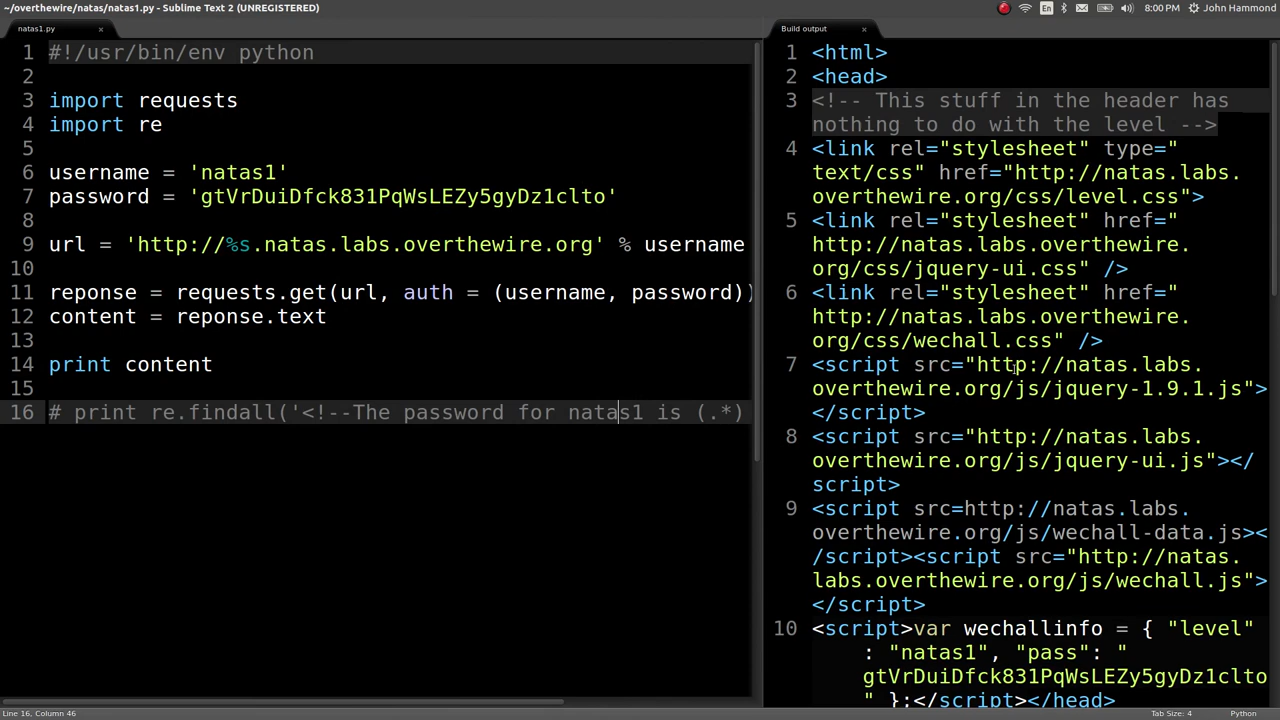 ~/overthewire/natas/natas1.py - Sublime Text 2 (UNREGISTERED)
En
8:00 PM
John Hammond
natas1.py ×
1 #!/usr/bin/env python
2
3 import requests
4 import re
5
6 username = 'natas1'
7 password = 'gtVrDuiDfck831PqWsLEZy5gyDz1clto'
8
9 url = 'http://%s.natas.labs.overthewire.org' % username
10
11 reponse = requests.get(url, auth = (username, password))
12 content = reponse.text
13
14 print content
15
16 # print re.findall('<!--The password for natas1 is (.*)
Build output ×
1 <html>
2 <head>
3 <!-- This stuff in the header has
nothing to do with the level -->
4 <link rel="stylesheet" type="
text/css" href="http://natas.labs.
overthewire.org/css/level.css">
5 <link rel="stylesheet" href="
http://natas.labs.overthewire.
org/css/jquery-ui.css" />
6 <link rel="stylesheet" href="
http://natas.labs.overthewire.
org/css/wechall.css" />
7 <script src="http://natas.labs.
overthewire.org/js/jquery-1.9.1.js">
</script>
8 <script src="http://natas.labs.
overthewire.org/js/jquery-ui.js"></
script>
9 <script src=http://natas.labs.
overthewire.org/js/wechall-data.js><
/script><script src="http://natas.
labs.overthewire.org/js/wechall.js">
</script>
10 <script>var wechallinfo = { "level"
: "natas1", "pass": "
gtVrDuiDfck831PqWsLEZy5gyDz1clto
" };</script></head>
Line 16, Column 46
Tab Size: 4
Python